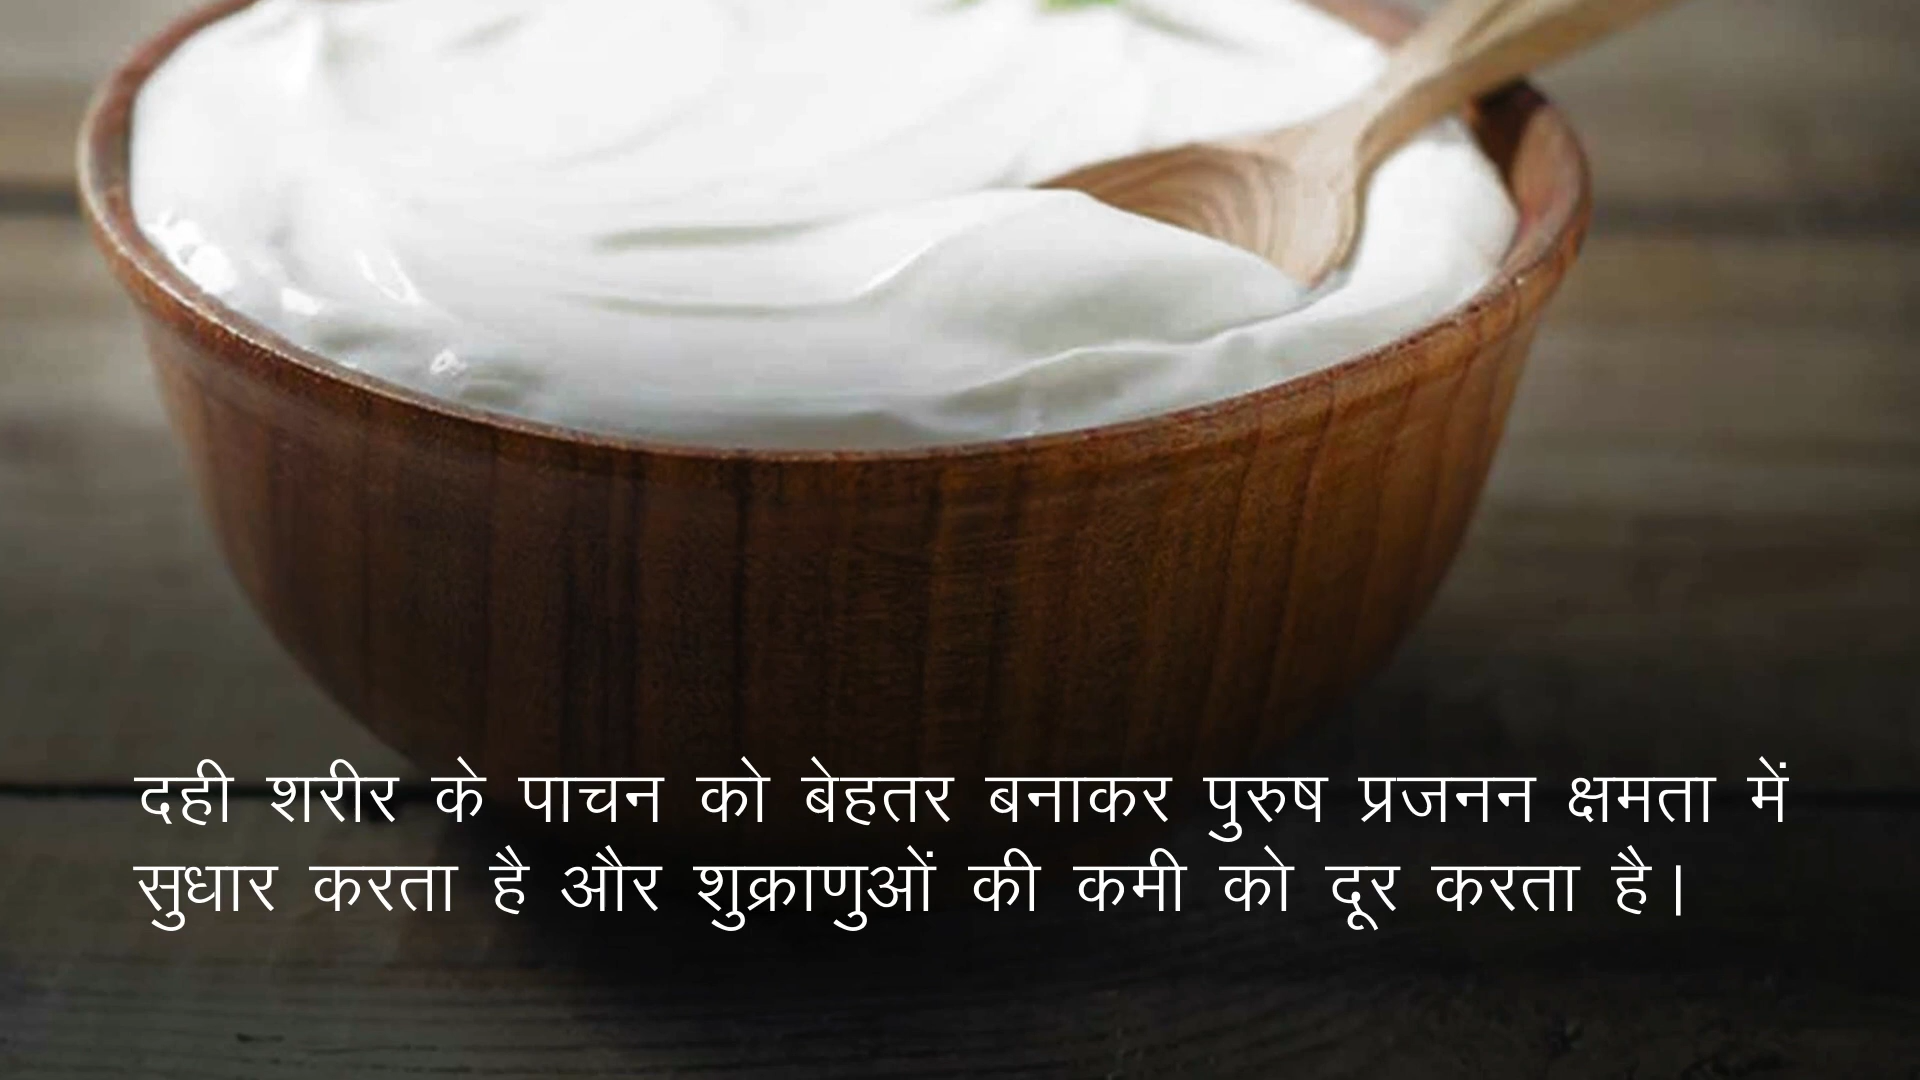 दही शरीर के पाचन को बेहतर बनाकर पुरुष प्रजनन क्षमता में
सुधार करता है और शुक्राणुओं की कमी को दूर करता है।